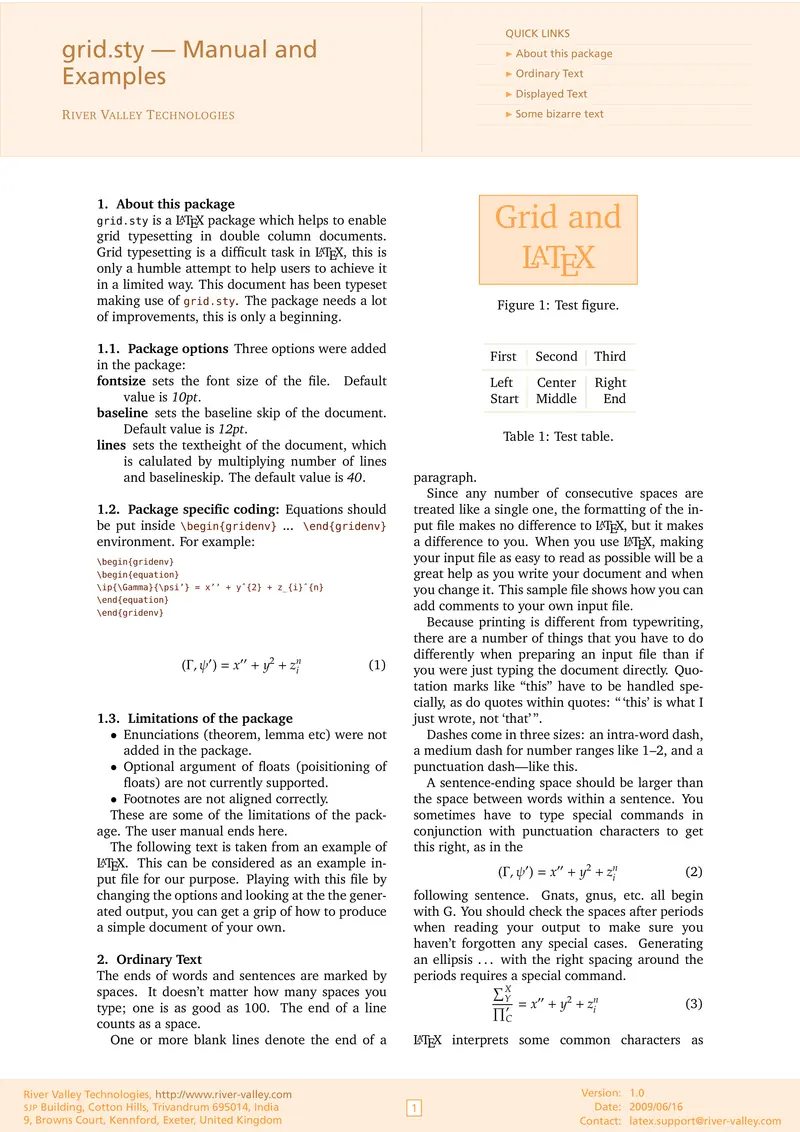 grid.sty — Manual and
Examples
RIVER VALLEY TECHNOLOGIES
QUICK LINKS
► About this package
► Ordinary Text
► Displayed Text
► Some bizarre text
1. About this package
grid.sty is a LATEX package which helps to enable
grid typesetting in double column documents.
Grid typesetting is a difficult task in LATEX, this is
only a humble attempt to help users to achieve it
in a limited way. This document has been typeset
making use of grid.sty. The package needs a lot
of improvements, this is only a beginning.
1.1. Package options Three options were added
in the package:
fontsize sets the font size of the file. Default
value is 10pt.
baseline sets the baseline skip of the document.
Default value is 12pt.
lines sets the textheight of the document, which
is calulated by multiplying number of lines
and baselineskip. The default value is 40.
1.2. Package specific coding: Equations should
be put inside \begin{gridenv} ... \end{gridenv}
environment. For example:
\begin{gridenv}
\begin{equation}
\ip{\Gamma}{\psi'} = x'' + y^{2} + z_{i}^{n}
\end{equation}
\end{gridenv}
(Γ, ψ′) = x′′ + y² + zᵢⁿ (1)
1.3. Limitations of the package
• Enunciations (theorem, lemma etc) were not
added in the package.
• Optional argument of floats (poisitioning of
floats) are not currently supported.
• Footnotes are not aligned correctly.
These are some of the limitations of the pack-
age. The user manual ends here.
The following text is taken from an example of
LATEX. This can be considered as an example in-
put file for our purpose. Playing with this file by
changing the options and looking at the the gener-
ated output, you can get a grip of how to produce
a simple document of your own.
2. Ordinary Text
The ends of words and sentences are marked by
spaces. It doesn't matter how many spaces you
type; one is as good as 100. The end of a line
counts as a space.
One or more blank lines denote the end of a
Grid and
LATEX
Figure 1: Test figure.
First Second Third
Left Center Right
Start Middle End
Table 1: Test table.
paragraph.
Since any number of consecutive spaces are
treated like a single one, the formatting of the in-
put file makes no difference to LATEX, but it makes
a difference to you. When you use LATEX, making
your input file as easy to read as possible will be a
great help as you write your document and when
you change it. This sample file shows how you can
add comments to your own input file.
Because printing is different from typewriting,
there are a number of things that you have to do
differently when preparing an input file than if
you were just typing the document directly. Quo-
tation marks like “this” have to be handled spe-
cially, as do quotes within quotes: “ ‘this’ is what I
just wrote, not ‘that’ ”.
Dashes come in three sizes: an intra-word dash,
a medium dash for number ranges like 1–2, and a
punctuation dash—like this.
A sentence-ending space should be larger than
the space between words within a sentence. You
sometimes have to type special commands in
conjunction with punctuation characters to get
this right, as in the
(Γ, ψ′) = x′′ + y² + zᵢⁿ (2)
following sentence. Gnats, gnus, etc. all begin
with G. You should check the spaces after periods
when reading your output to make sure you
haven't forgotten any special cases. Generating
an ellipsis ... with the right spacing around the
periods requires a special command.
∑_Y^X / ∏_C^′ = x′′ + y² + zᵢⁿ (3)
LATEX interprets some common characters as
River Valley Technologies, http://www.river-valley.com
SJP Building, Cotton Hills, Trivandrum 695014, India
9, Browns Court, Kennford, Exeter, United Kingdom
1
Version: 1.0
Date: 2009/06/16
Contact: latex.support@river-valley.com